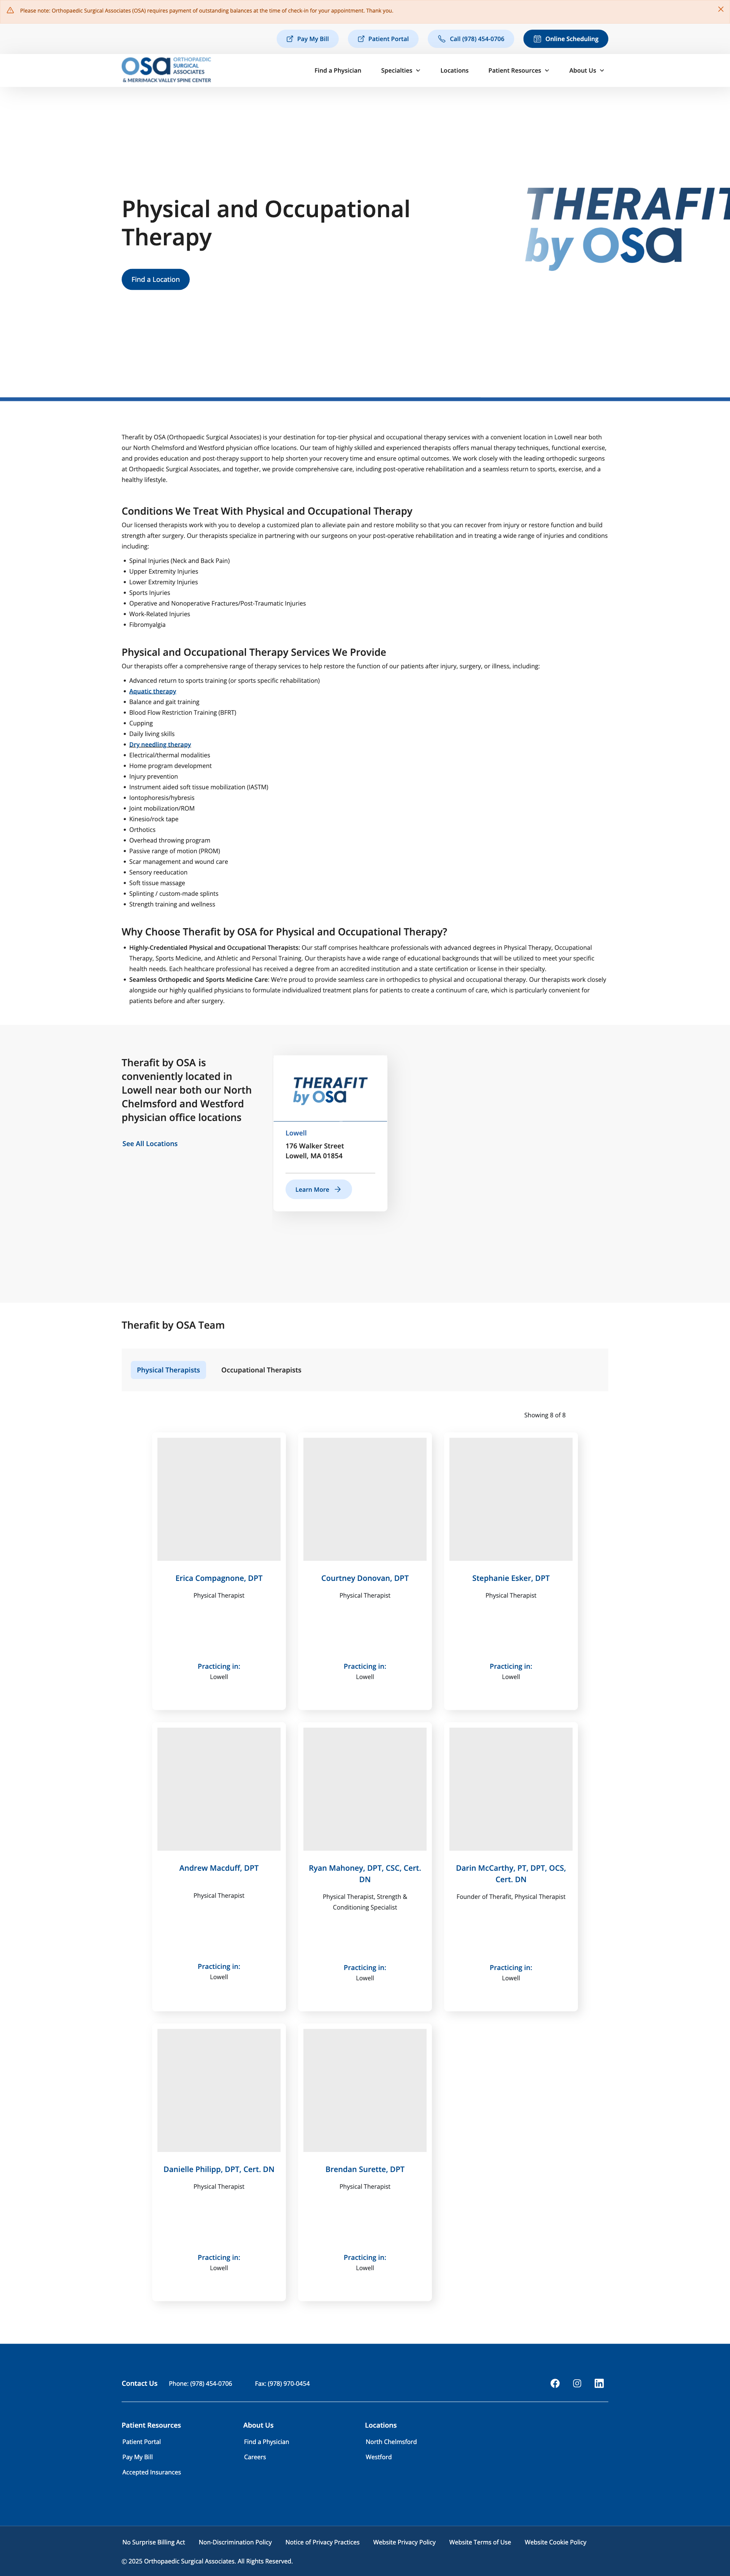 Please note: Orthopaedic Surgical Associates (OSA) requires payment of outstanding balances at the time of check-in for your appointment. Thank you.
Pay My Bill
Patient Portal
Call (978) 454-0706
Online Scheduling
OSA ORTHOPAEDIC
SURGICAL
ASSOCIATES
& MERRIMACK VALLEY SPINE CENTER
Find a Physician
Specialties
Locations
Patient Resources
About Us
Physical and Occupational
Therapy
THERAFIT
by osa
Find a Location
Therafit by OSA (Orthopaedic Surgical Associates) is your destination for top-tier physical and occupational therapy services with a convenient location in Lowell near both
our North Chelmsford and Westford physician office locations. Our team of highly skilled and experienced therapists offers manual therapy techniques, functional exercise,
and provides education and post-therapy support to help shorten your recovery time and ensure optimal outcomes. We work closely with the leading orthopedic surgeons
at Orthopaedic Surgical Associates, and together, we provide comprehensive care, including post-operative rehabilitation and a seamless return to sports, exercise, and a
healthy lifestyle.
Conditions We Treat With Physical and Occupational Therapy
Our licensed therapists work with you to develop a customized plan to alleviate pain and restore mobility so that you can recover from injury or restore function and build
strength after surgery. Our therapists specialize in partnering with our surgeons on your post-operative rehabilitation and in treating a wide range of injuries and conditions
including:
• Spinal Injuries (Neck and Back Pain)
• Upper Extremity Injuries
• Lower Extremity Injuries
• Sports Injuries
• Operative and Nonoperative Fractures/Post-Traumatic Injuries
• Work-Related Injuries
• Fibromyalgia
Physical and Occupational Therapy Services We Provide
Our therapists offer a comprehensive range of therapy services to help restore the function of our patients after injury, surgery, or illness, including:
• Advanced return to sports training (or sports specific rehabilitation)
• Aquatic therapy
• Balance and gait training
• Blood Flow Restriction Training (BFRT)
• Cupping
• Daily living skills
• Dry needling therapy
• Electrical/thermal modalities
• Home program development
• Injury prevention
• Instrument aided soft tissue mobilization (IASTM)
• Iontophoresis/hybresis
• Joint mobilization/ROM
• Kinesio/rock tape
• Orthotics
• Overhead throwing program
• Passive range of motion (PROM)
• Scar management and wound care
• Sensory reeducation
• Soft tissue massage
• Splinting / custom-made splints
• Strength training and wellness
Why Choose Therafit by OSA for Physical and Occupational Therapy?
• Highly-Credentialed Physical and Occupational Therapists: Our staff comprises healthcare professionals with advanced degrees in Physical Therapy, Occupational
Therapy, Sports Medicine, and Athletic and Personal Training. Our therapists have a wide range of educational backgrounds that will be utilized to meet your specific
health needs. Each healthcare professional has received a degree from an accredited institution and a state certification or license in their specialty.
• Seamless Orthopedic and Sports Medicine Care: We're proud to provide seamless care in orthopedics to physical and occupational therapy. Our therapists work closely
alongside our highly qualified physicians to formulate individualized treatment plans for patients to create a continuum of care, which is particularly convenient for
patients before and after surgery.
Therafit by OSA is
conveniently located in
Lowell near both our North
Chelmsford and Westford
physician office locations
See All Locations
THERAFIT
by osa
Lowell
176 Walker Street
Lowell, MA 01854
Learn More
Therafit by OSA Team
Physical Therapists
Occupational Therapists
Showing 8 of 8
Erica Compagnone, DPT
Physical Therapist
Practicing in:
Lowell
Courtney Donovan, DPT
Physical Therapist
Practicing in:
Lowell
Stephanie Esker, DPT
Physical Therapist
Practicing in:
Lowell
Andrew Macduff, DPT
Physical Therapist
Practicing in:
Lowell
Ryan Mahoney, DPT, CSC, Cert.
DN
Physical Therapist, Strength &
Conditioning Specialist
Practicing in:
Lowell
Darin McCarthy, PT, DPT, OCS,
Cert. DN
Founder of Therafit, Physical Therapist
Practicing in:
Lowell
Danielle Philipp, DPT, Cert. DN
Physical Therapist
Practicing in:
Lowell
Brendan Surette, DPT
Physical Therapist
Practicing in:
Lowell
Contact Us
Phone: (978) 454-0706
Fax: (978) 970-0454
Patient Resources
Patient Portal
Pay My Bill
Accepted Insurances
About Us
Find a Physician
Careers
Locations
North Chelmsford
Westford
No Surprise Billing Act
Non-Discrimination Policy
Notice of Privacy Practices
Website Privacy Policy
Website Terms of Use
Website Cookie Policy
© 2025 Orthopaedic Surgical Associates. All Rights Reserved.